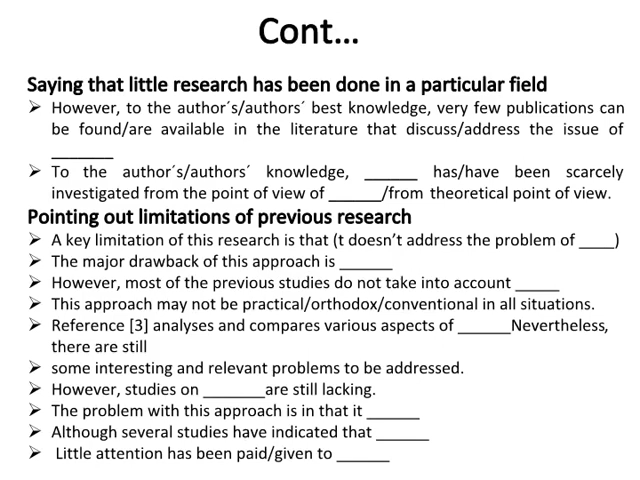 Cont...
Saying that little research has been done in a particular field
➢ However, to the author´s/authors´ best knowledge, very few publications can
be found/are available in the literature that discuss/address the issue of
______
➢ To the author´s/authors´ knowledge, ______ has/have been scarcely
investigated from the point of view of ______/from theoretical point of view.
Pointing out limitations of previous research
➢ A key limitation of this research is that (t doesn't address the problem of ____)
➢ The major drawback of this approach is ______
➢ However, most of the previous studies do not take into account _____
➢ This approach may not be practical/orthodox/conventional in all situations.
➢ Reference [3] analyses and compares various aspects of ______Nevertheless,
there are still
➢ some interesting and relevant problems to be addressed.
➢ However, studies on _______are still lacking.
➢ The problem with this approach is in that it ______
➢ Although several studies have indicated that ______
➢ Little attention has been paid/given to ______